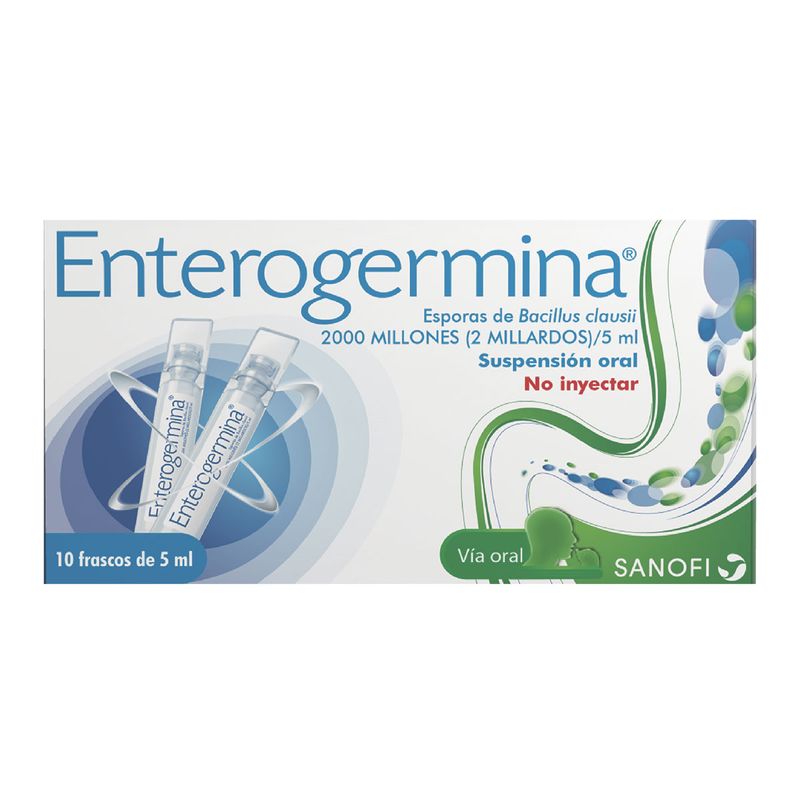 Enterogermina®
Esporas de Bacillus clausii
2000 MILLONES (2 MILLARDOS)/5 ml
Suspensión oral
No inyectar
Enterogermina®
Enterogermina®
10 frascos de 5 ml
Vía oral
SANOFI